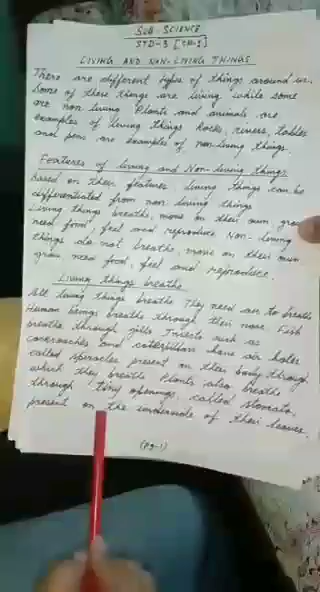 SUB-SCIENCE
STD-3 [CH-1]
LIVING AND NON-LIVING THINGS
There are different types of things around us.
Some of these things are living while some
are non living. Plants and animals are
examples of living things. Rocks, rivers, tables
and pens are examples of non-living things.
Features of living and Non-living things
Based on their features, living things can be
differentiated from non living things.
Living things breathe, move on their own, grow
need food, feel and reproduce. Non-living
things do not breathe, move on their own
grow need food, feel and reproduce.
Living things breathe
All living things breathe. They need air to breathe
Human beings breathe through their nose. Fish
breathe through gills. Insects such as
cockroaches and caterpillar have air holes
called spiracles present on their body through
which they breathe. Plants also breathe
through tiny openings, called stomata,
present on the underside of their leaves.
(Pg-1)